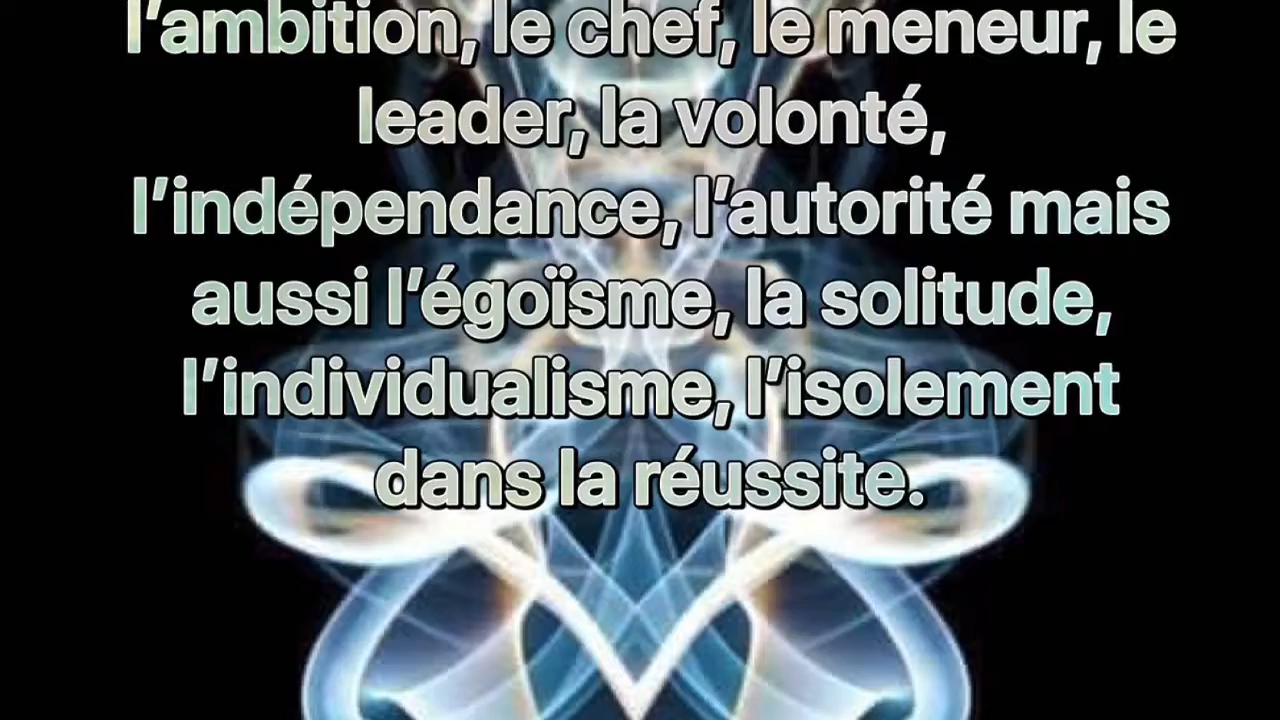 l’ambition, le chef, le meneur, le
leader, la volonté,
l’indépendance, l’autorité mais
aussi l’égoïsme, la solitude,
l’individualisme, l’isolement
dans la réussite.